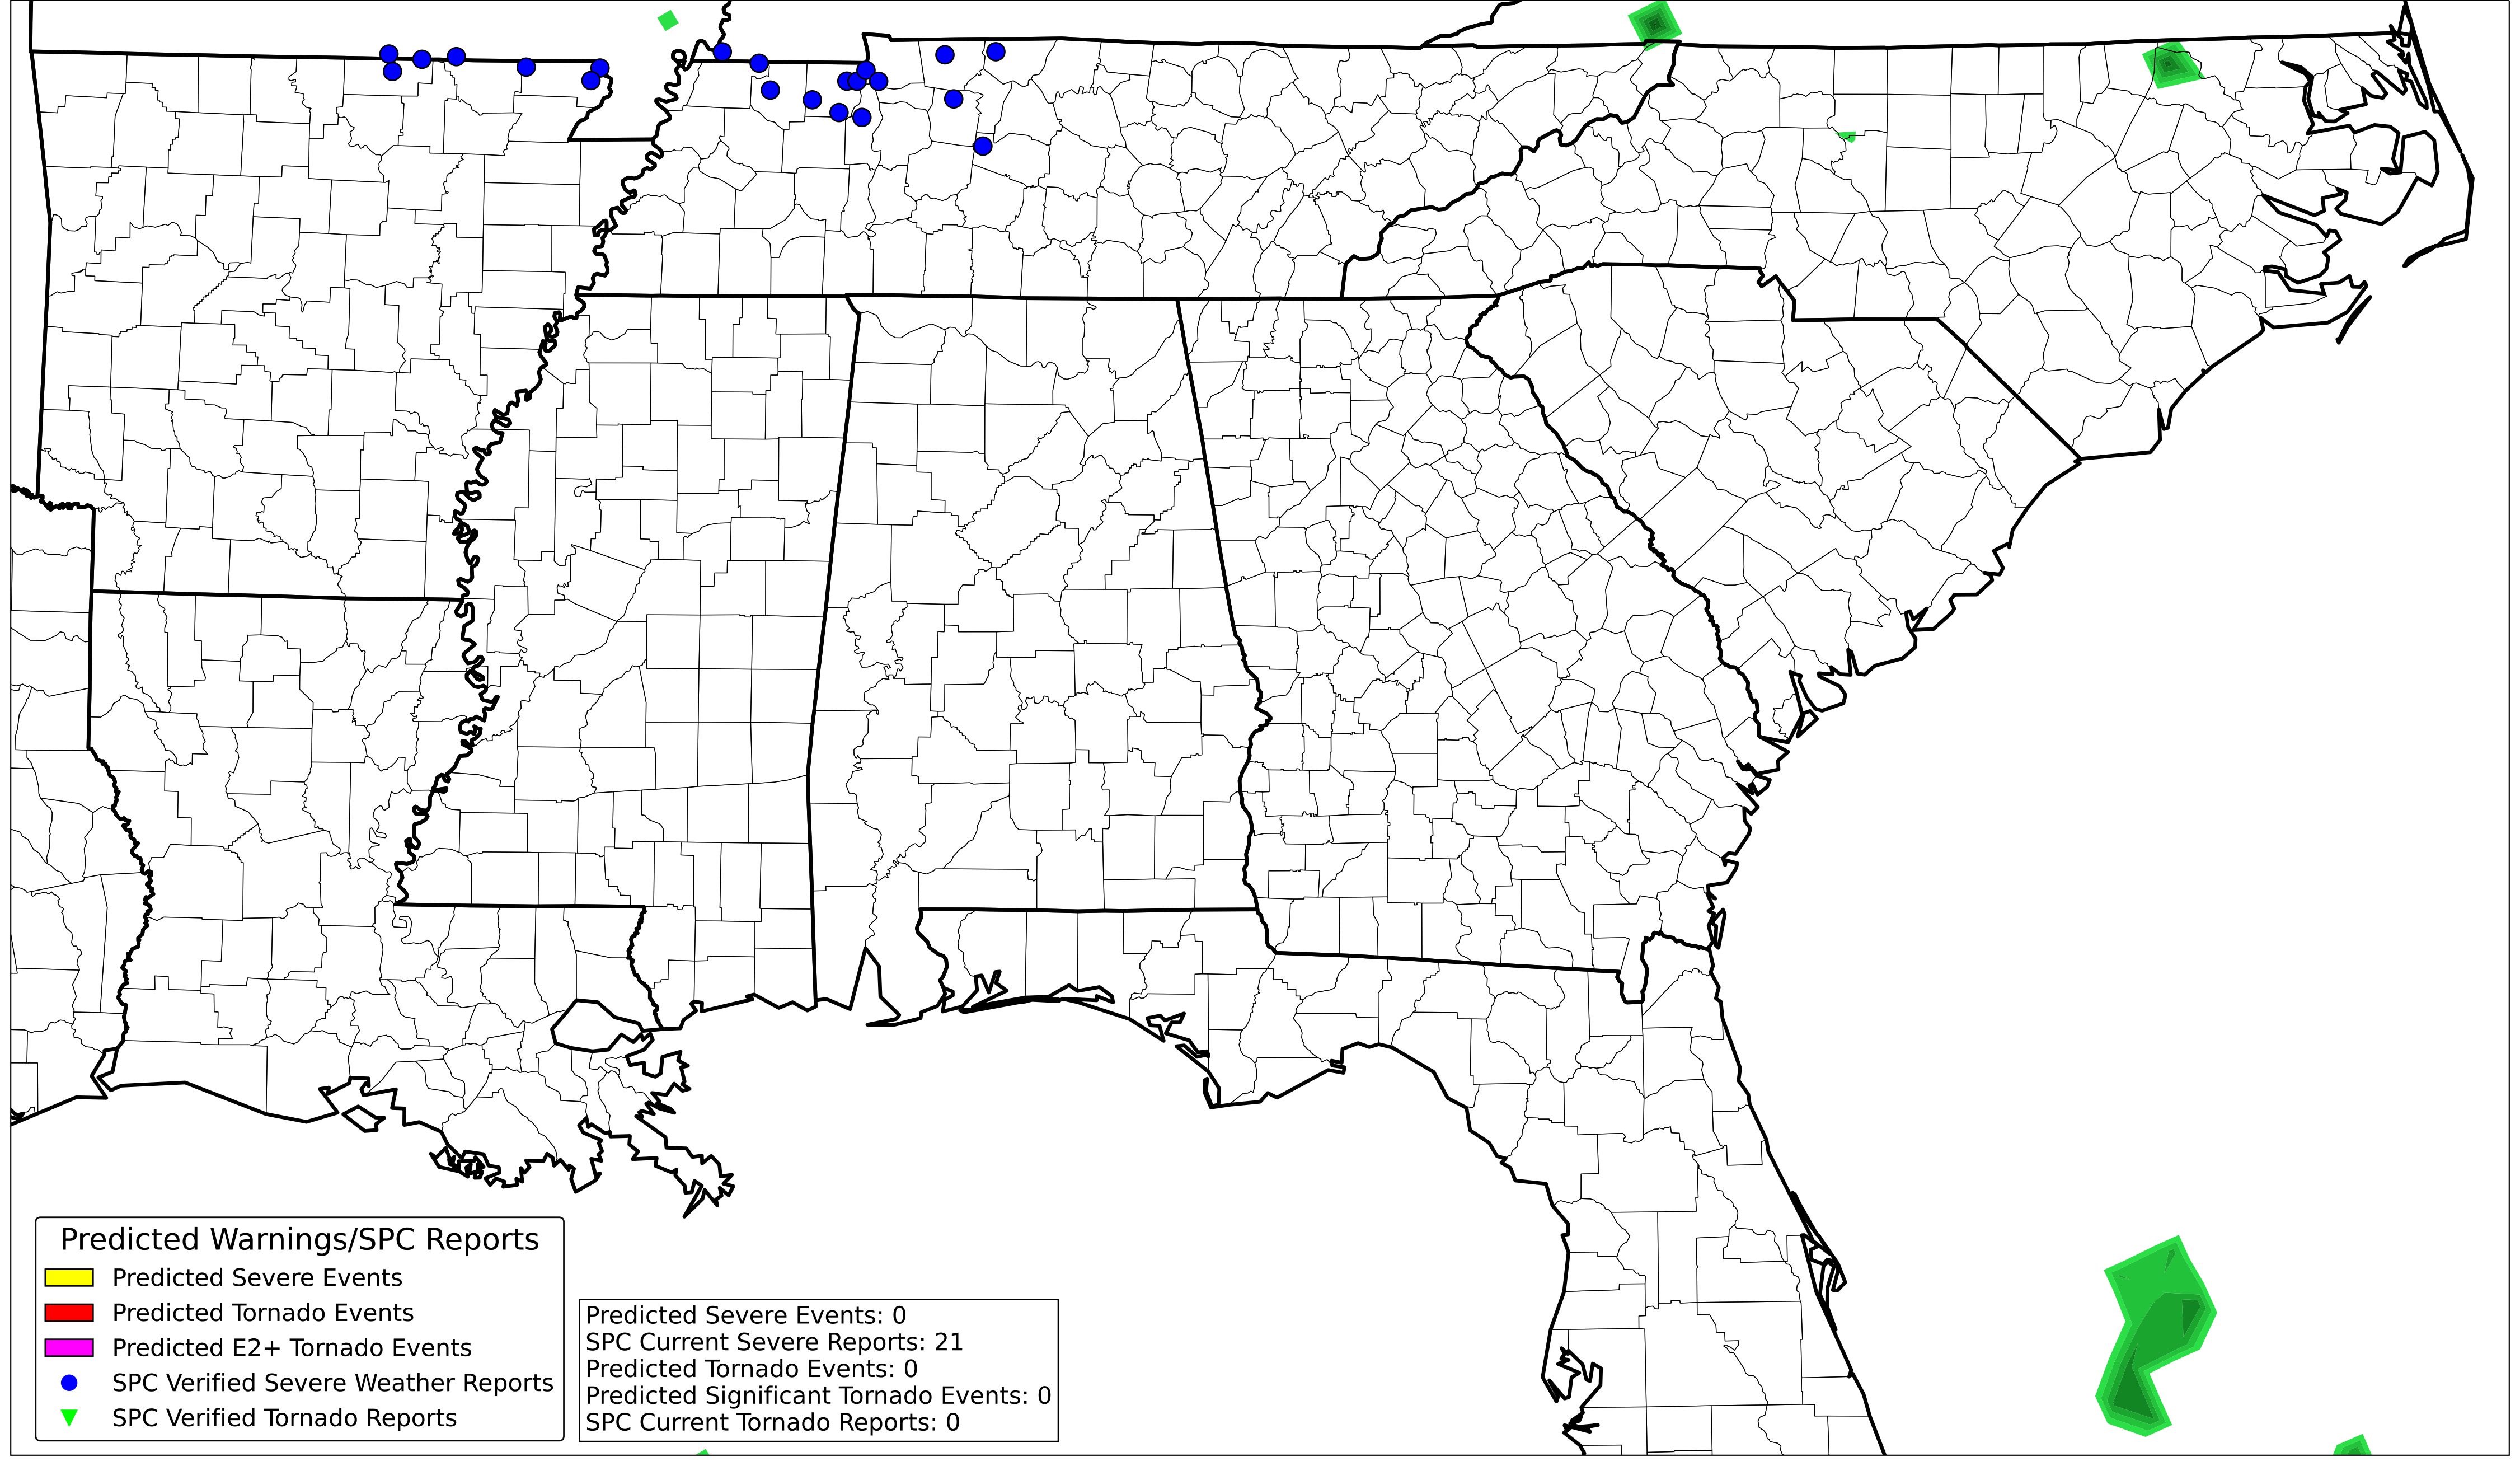 Predicted Warnings/SPC Reports
Predicted Severe Events
Predicted Tornado Events
Predicted E2+ Tornado Events
SPC Verified Severe Weather Reports
SPC Verified Tornado Reports
Predicted Severe Events: 0
SPC Current Severe Reports: 21
Predicted Tornado Events: 0
Predicted Significant Tornado Events: 0
SPC Current Tornado Reports: 0